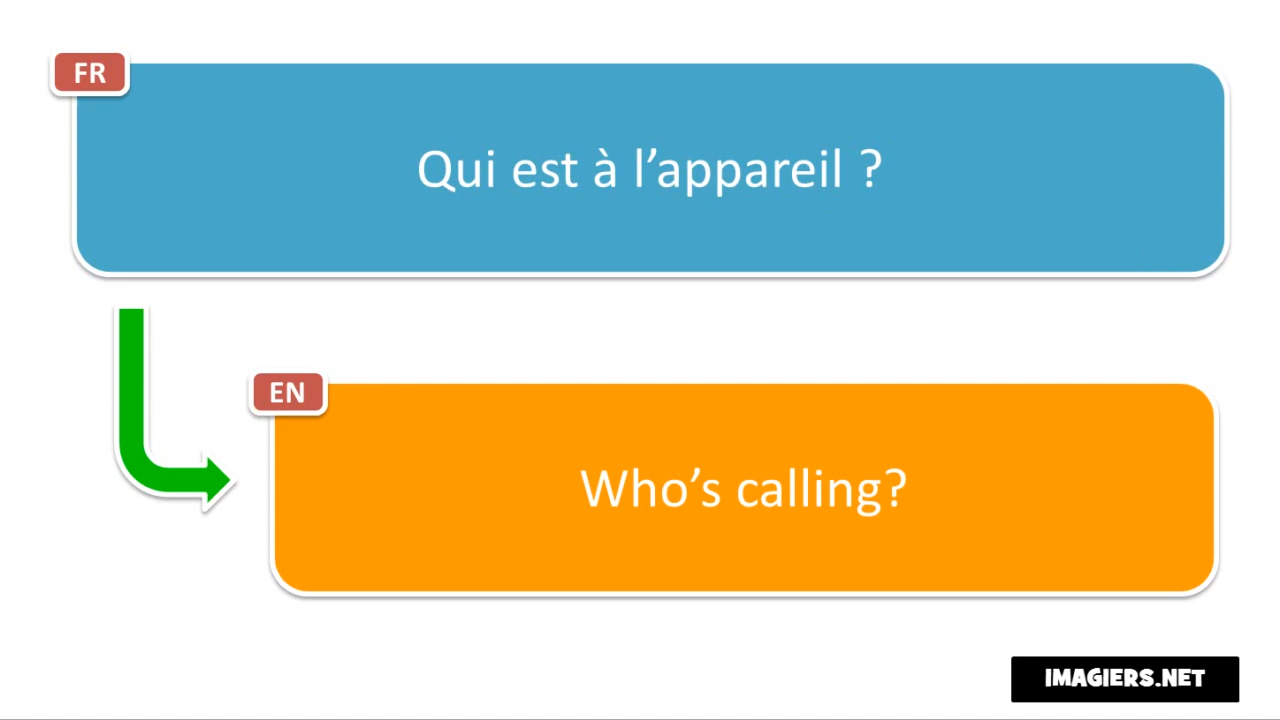 FR
Qui est à l’appareil ?
EN
Who’s calling?
IMAGIERS.NET